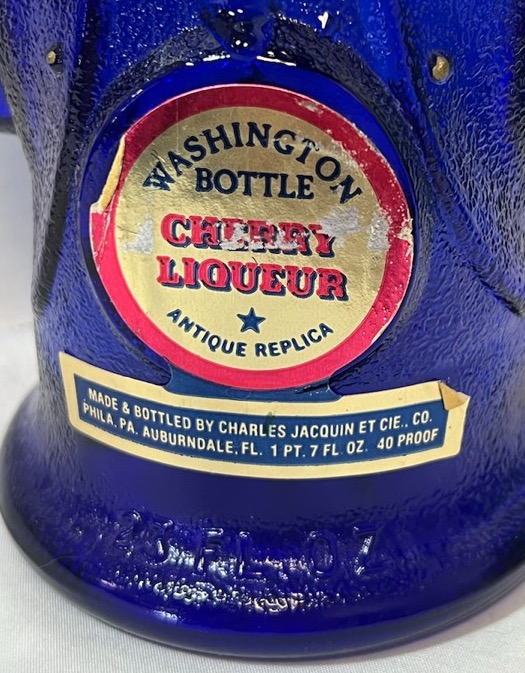 WASHINGTON
BOTTLE
CHERRY
LIQUEUR
ANTIQUE REPLICA
MADE & BOTTLED BY CHARLES JACQUIN ET CIE., CO.
PHILA, PA. AUBURNDALE, FL. 1 PT. 7 FL OZ. 40 PROOF
23 FL. OZ